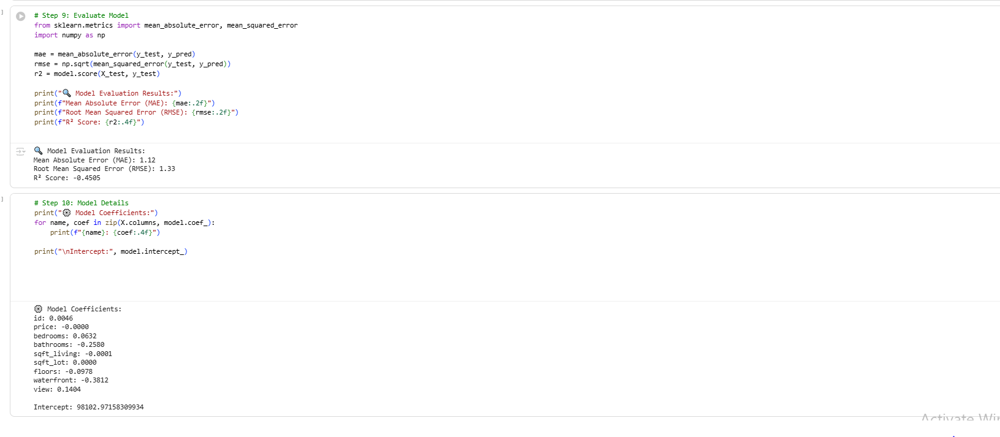 # Step 9: Evaluate Model
from sklearn.metrics import mean_absolute_error, mean_squared_error
import numpy as np
mae = mean_absolute_error(y_test, y_pred)
rmse = np.sqrt(mean_squared_error(y_test, y_pred))
r2 = model.score(X_test, y_test)
print("🔍 Model Evaluation Results:")
print(f"Mean Absolute Error (MAE): {mae:.2f}")
print(f"Root Mean Squared Error (RMSE): {rmse:.2f}")
print(f"R² Score: {r2:.4f}")
🔍 Model Evaluation Results:
Mean Absolute Error (MAE): 1.12
Root Mean Squared Error (RMSE): 1.33
R² Score: -0.4505
# Step 10: Model Details
print("⚙️ Model Coefficients:")
for name, coef in zip(X.columns, model.coef_):
    print(f"{name}: {coef:.4f}")
print("\nIntercept:", model.intercept_)
⚙️ Model Coefficients:
id: 0.0046
price: -0.0000
bedrooms: 0.0632
bathrooms: -0.2580
sqft_living: -0.0001
sqft_lot: 0.0000
floors: -0.0978
waterfront: -0.3812
view: 0.1404
Intercept: 98102.97158309934
Activate